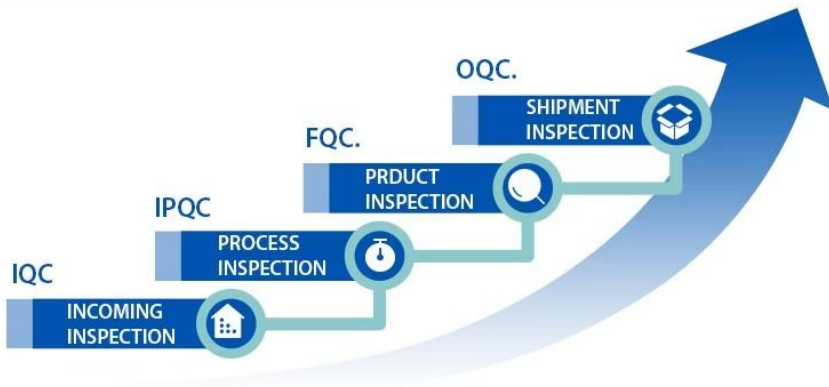 OQC.
SHIPMENT
INSPECTION
FQC.
PRDUCT
INSPECTION
IPQC
PROCESS
INSPECTION
IQC
INCOMING
INSPECTION